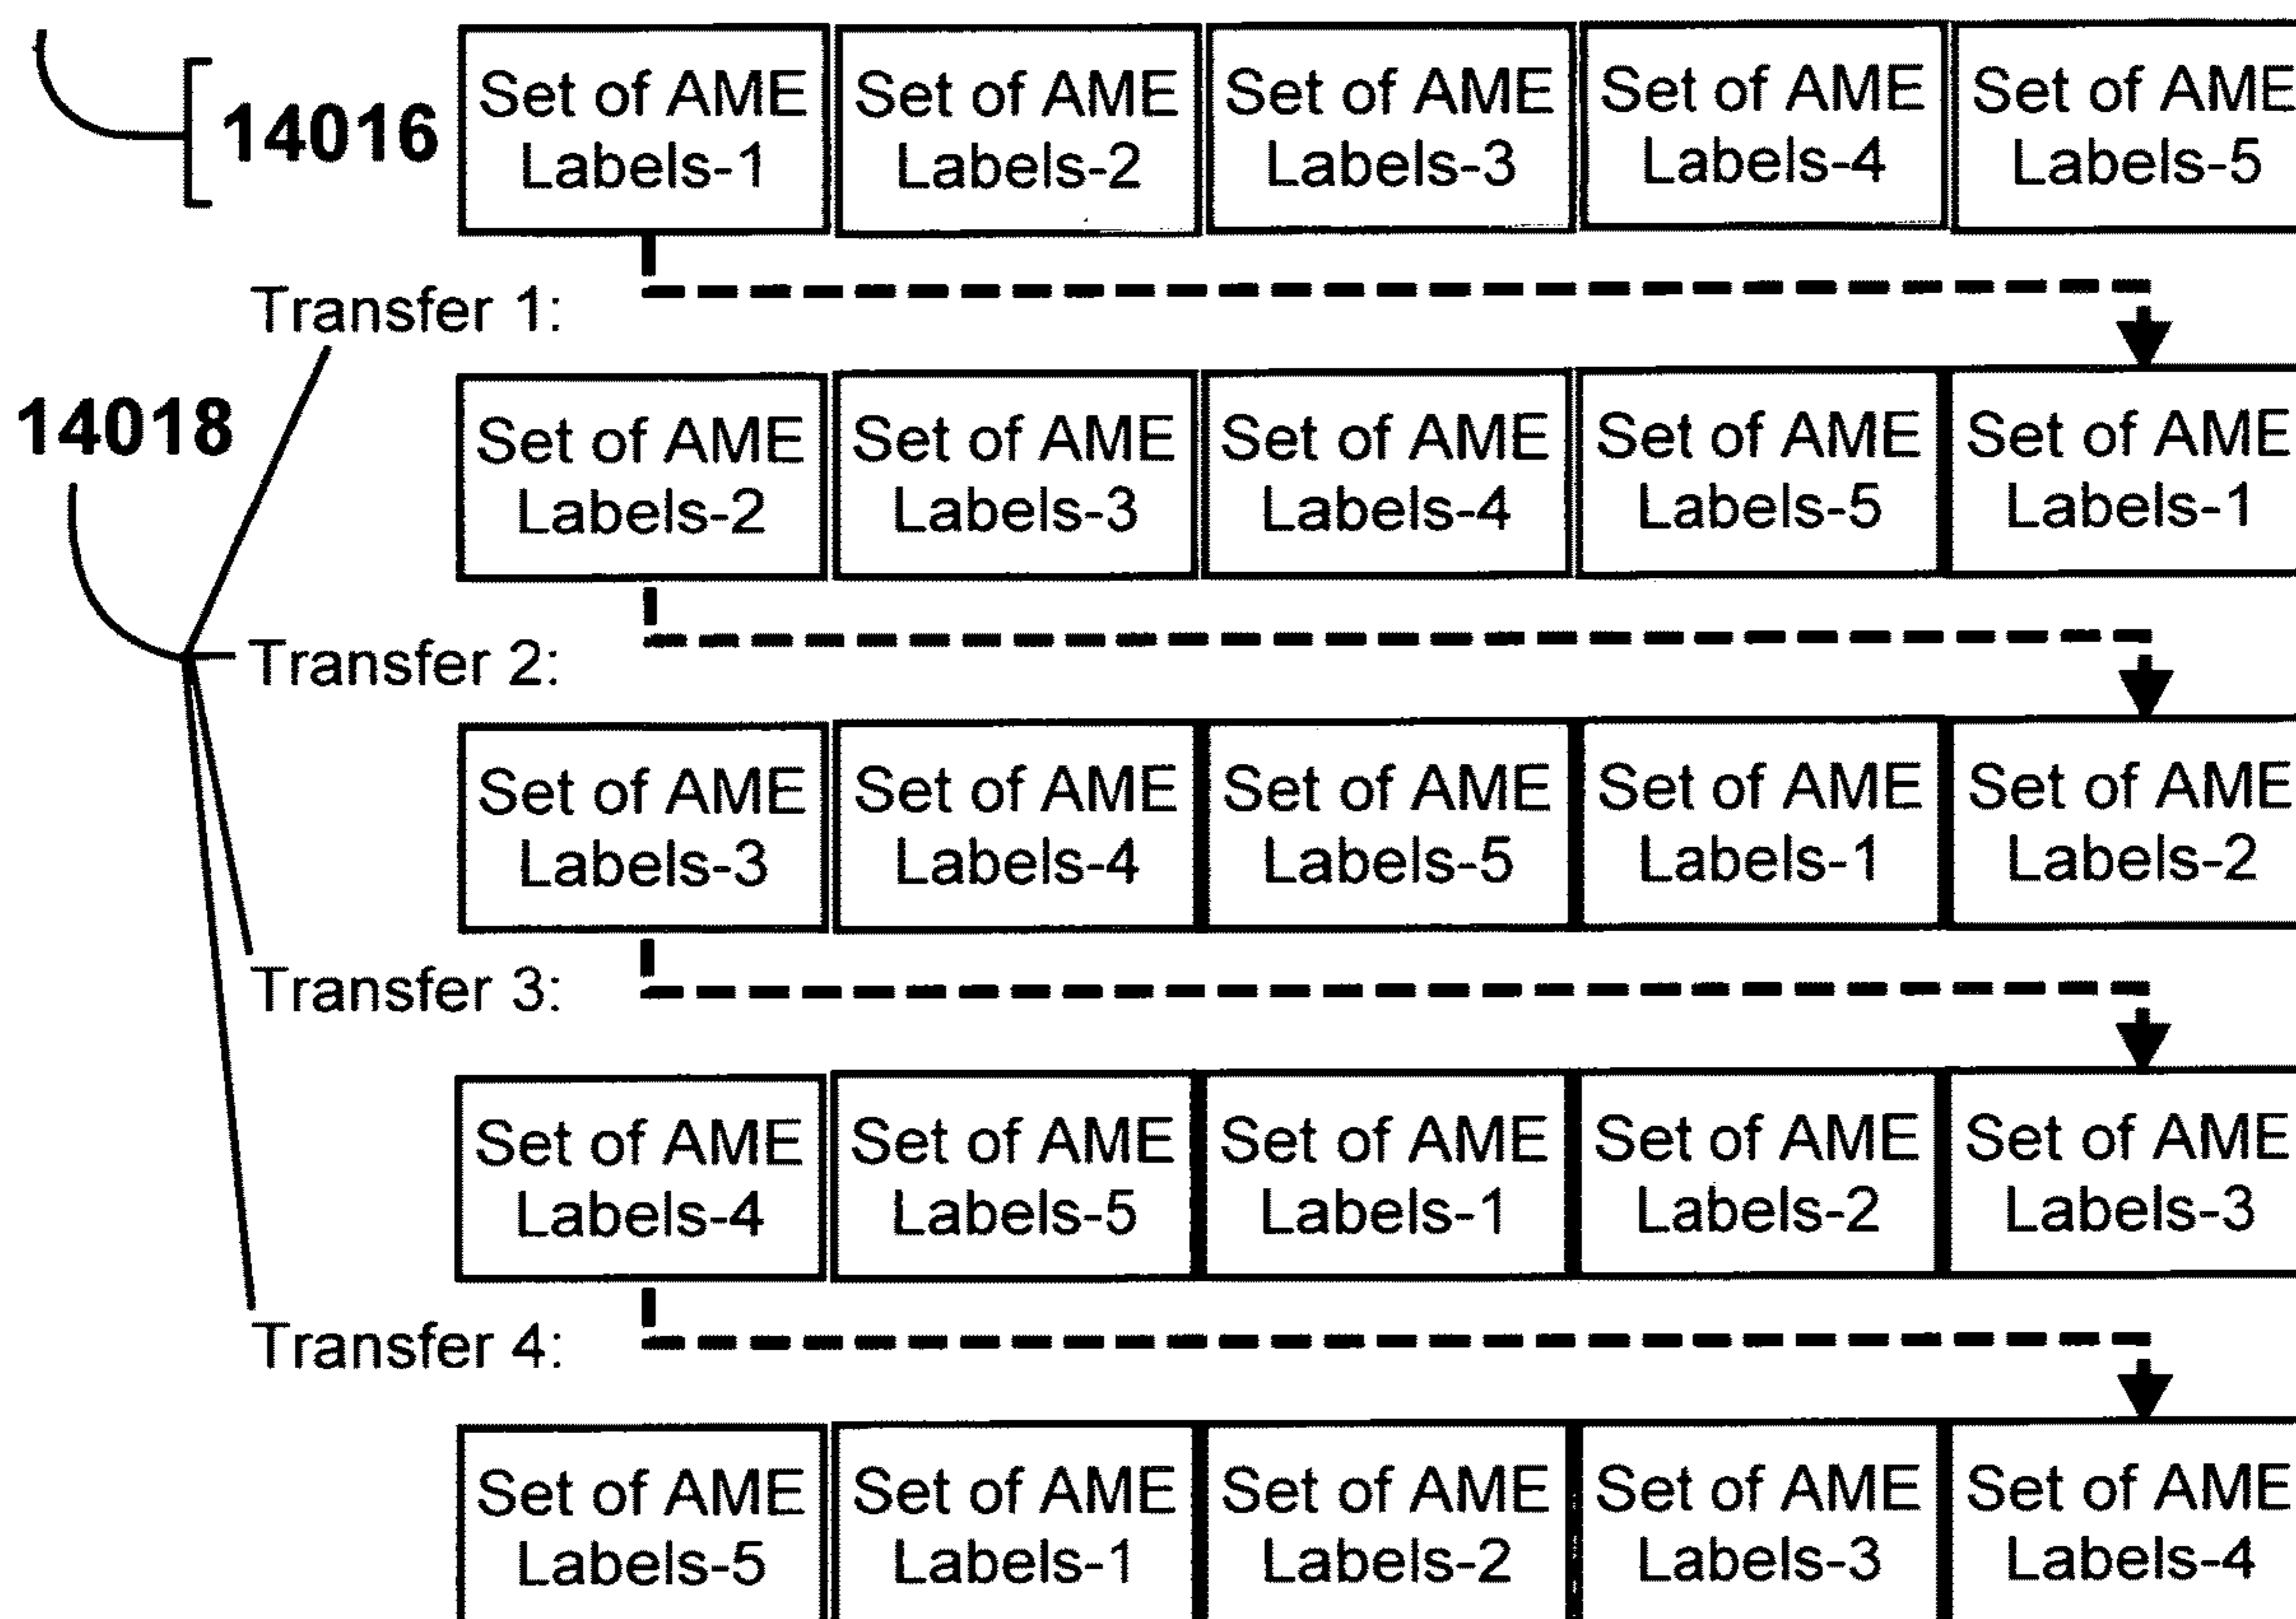 14016
Set of AME Set of AME Set of AME Set of AME Set of AME
Labels-1 Labels-2 Labels-3 Labels-4 Labels-5
Transfer 1:
14018
Set of AME Set of AME Set of AME Set of AME Set of AME
Labels-2 Labels-3 Labels-4 Labels-5 Labels-1
Transfer 2:
Set of AME Set of AME Set of AME Set of AME Set of AME
Labels-3 Labels-4 Labels-5 Labels-1 Labels-2
Transfer 3:
Set of AME Set of AME Set of AME Set of AME Set of AME
Labels-4 Labels-5 Labels-1 Labels-2 Labels-3
Transfer 4:
Set of AME Set of AME Set of AME Set of AME Set of AME
Labels-5 Labels-1 Labels-2 Labels-3 Labels-4